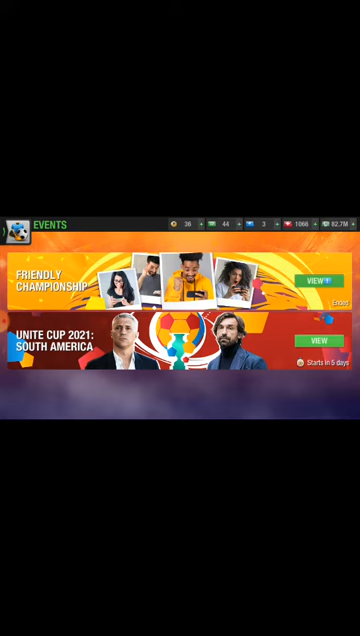 EVENTS
36 + 44 + 3 + 1066 + 82.7M +
FRIENDLY
CHAMPIONSHIP
VIEW
Ended
UNITE CUP 2021:
SOUTH AMERICA
VIEW
Starts in 5 days